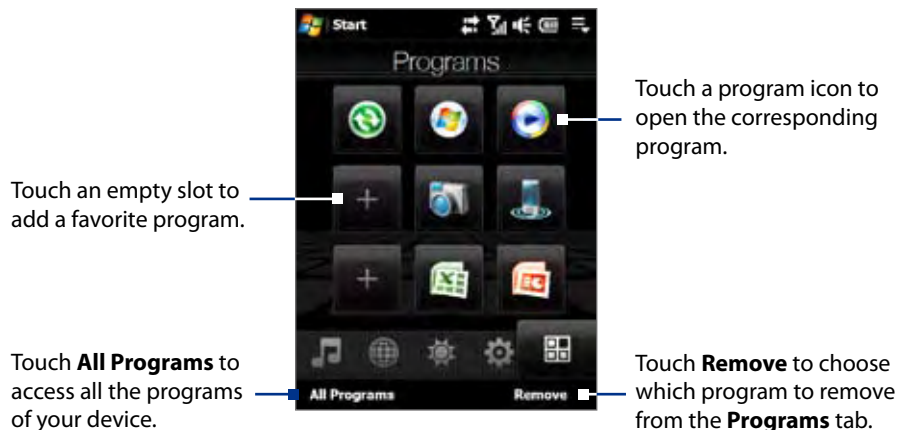 Start
Programs
Touch a program icon to
open the corresponding
program.
Touch an empty slot to
add a favorite program.
Touch All Programs to
access all the programs
of your device.
All Programs
Remove
Touch Remove to choose
which program to remove
from the Programs tab.